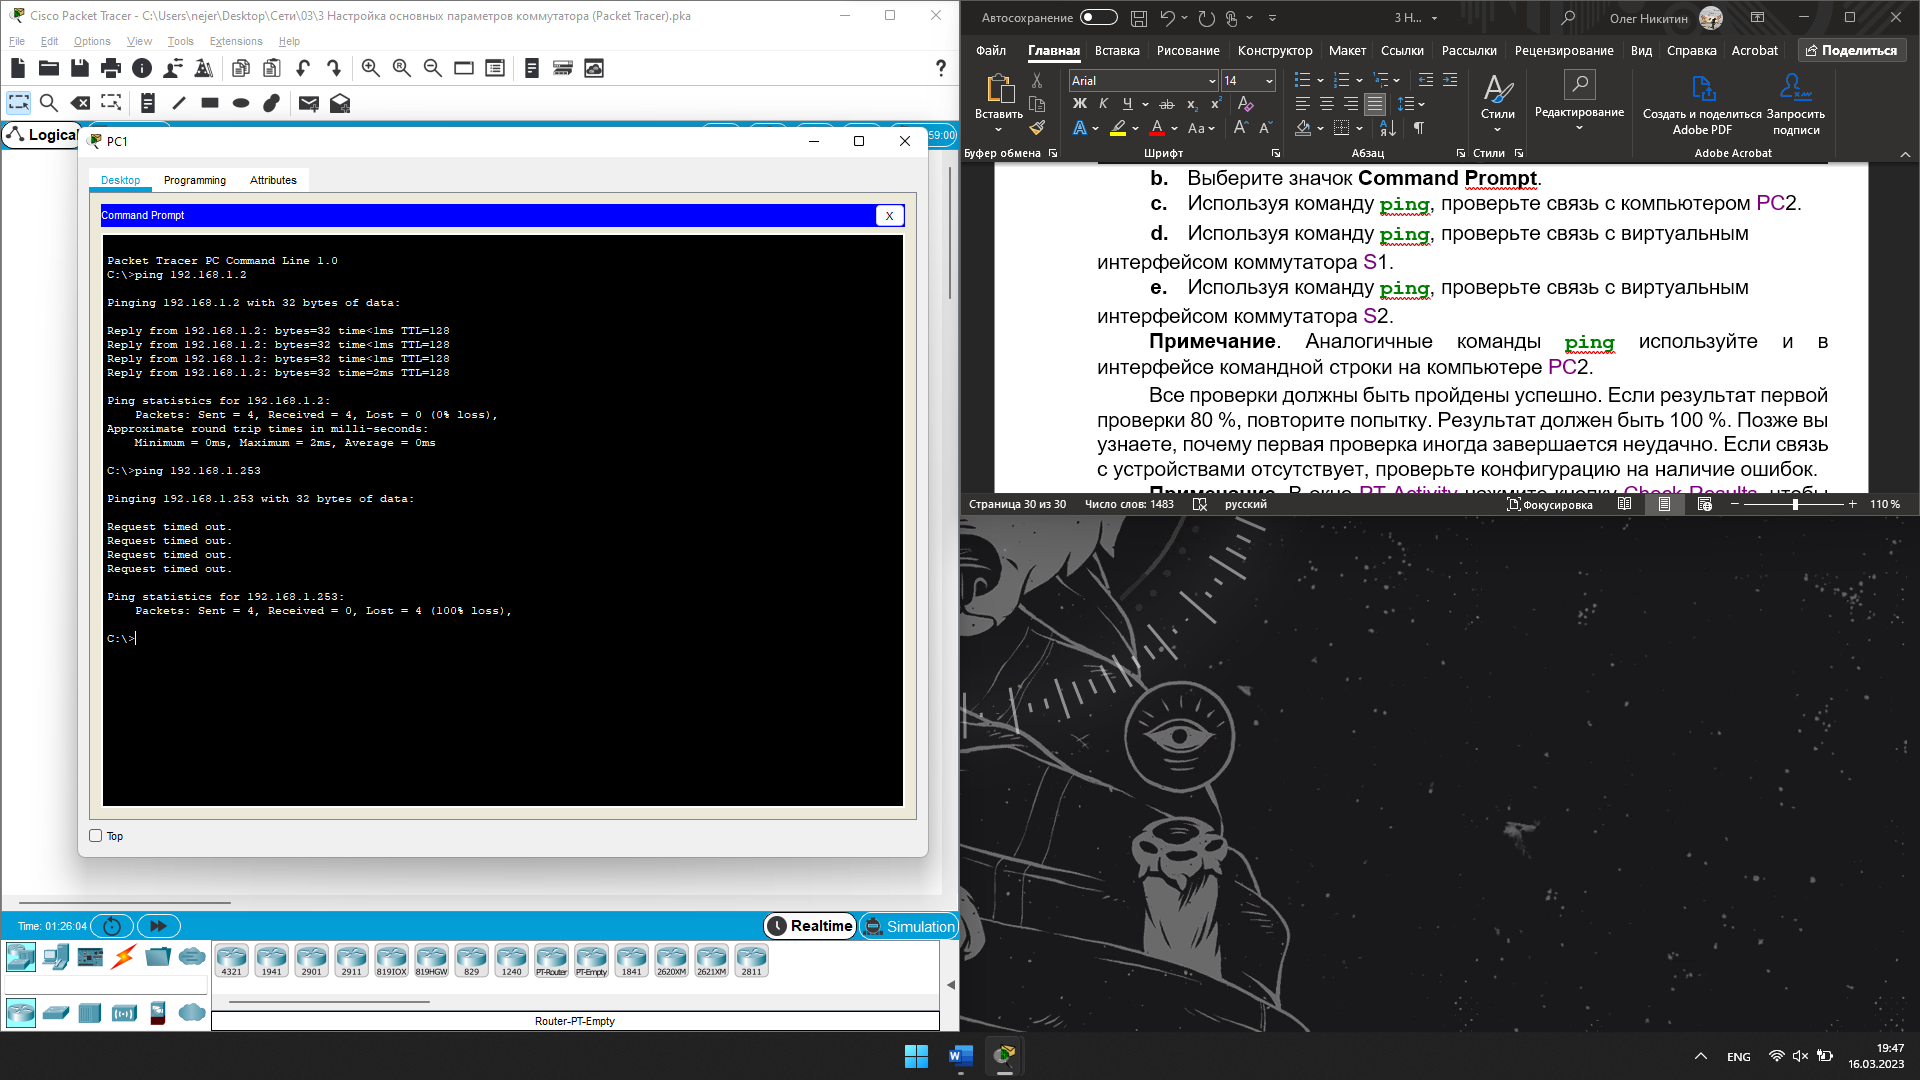 Cisco Packet Tracer - C:\Users\nejer\Desktop\Сети\03\3 Настройка основных параметров коммутатора (Packet Tracer).pka
File Edit Options View Tools Extensions Help
Logical
59:00
PC1
Desktop Programming Attributes
Command Prompt
X
Packet Tracer PC Command Line 1.0
C:\>ping 192.168.1.2
Pinging 192.168.1.2 with 32 bytes of data:
Reply from 192.168.1.2: bytes=32 time<1ms TTL=128
Reply from 192.168.1.2: bytes=32 time<1ms TTL=128
Reply from 192.168.1.2: bytes=32 time<1ms TTL=128
Reply from 192.168.1.2: bytes=32 time=2ms TTL=128
Ping statistics for 192.168.1.2:
Packets: Sent = 4, Received = 4, Lost = 0 (0% loss),
Approximate round trip times in milli-seconds:
Minimum = 0ms, Maximum = 2ms, Average = 0ms
C:\>ping 192.168.1.253
Pinging 192.168.1.253 with 32 bytes of data:
Request timed out.
Request timed out.
Request timed out.
Request timed out.
Ping statistics for 192.168.1.253:
Packets: Sent = 4, Received = 0, Lost = 4 (100% loss),
C:\>
Top
Time: 01:26:04
Realtime Simulation
4321 1941 2901 2911 819IOX 819HGW 829 1240 PT-Router PT-Empty 1841 2620XM 2621XM 2811
Router-PT-Empty
Автосохранение 3 Н... Олег Никитин
Файл Главная Вставка Рисование Конструктор Макет Ссылки Рассылки Рецензирование Вид Справка Acrobat Поделиться
Вставить
Arial 14
Ж К Ч ab x₂ x²
Aa
Стили
Редактирование
Создать и поделиться Adobe PDF
Запросить подписи
Буфер обмена Шрифт Абзац Стили Adobe Acrobat
b. Выберите значок Command Prompt.
c. Используя команду ping, проверьте связь с компьютером PC2.
d. Используя команду ping, проверьте связь с виртуальным
интерфейсом коммутатора S1.
e. Используя команду ping, проверьте связь с виртуальным
интерфейсом коммутатора S2.
Примечание. Аналогичные команды ping используйте и в
интерфейсе командной строки на компьютере PC2.
Все проверки должны быть пройдены успешно. Если результат первой
проверки 80 %, повторите попытку. Результат должен быть 100 %. Позже вы
узнаете, почему первая проверка иногда завершается неудачно. Если связь
с устройствами отсутствует, проверьте конфигурацию на наличие ошибок.
Примечание. В окне PT Activity нажмите кнопку Check Results, чтобы
Страница 30 из 30 Число слов: 1483 русский Фокусировка 110 %
ENG
19:47
16.03.2023